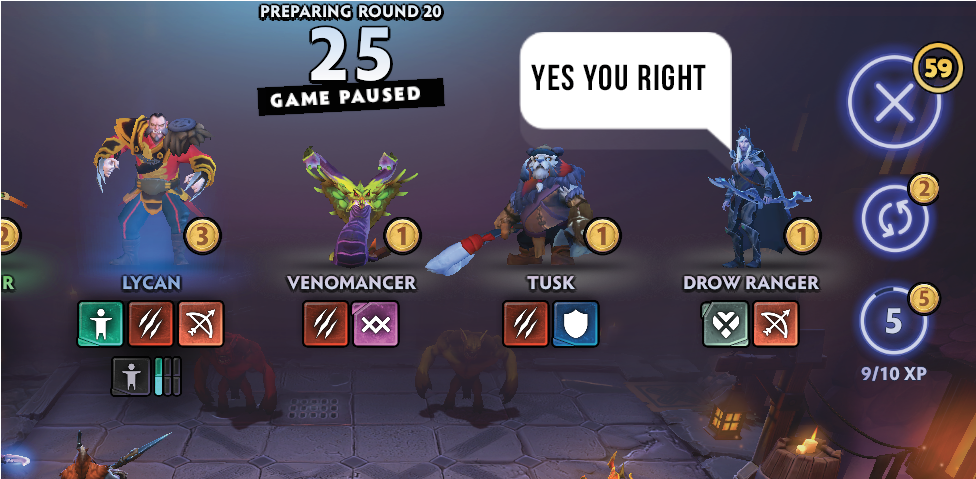 PREPARING ROUND 20
25
GAME PAUSED
YES YOU RIGHT
59
2
3
1
1
1
2
R
LYCAN
VENOMANCER
TUSK
DROW RANGER
5
5
9/10 XP